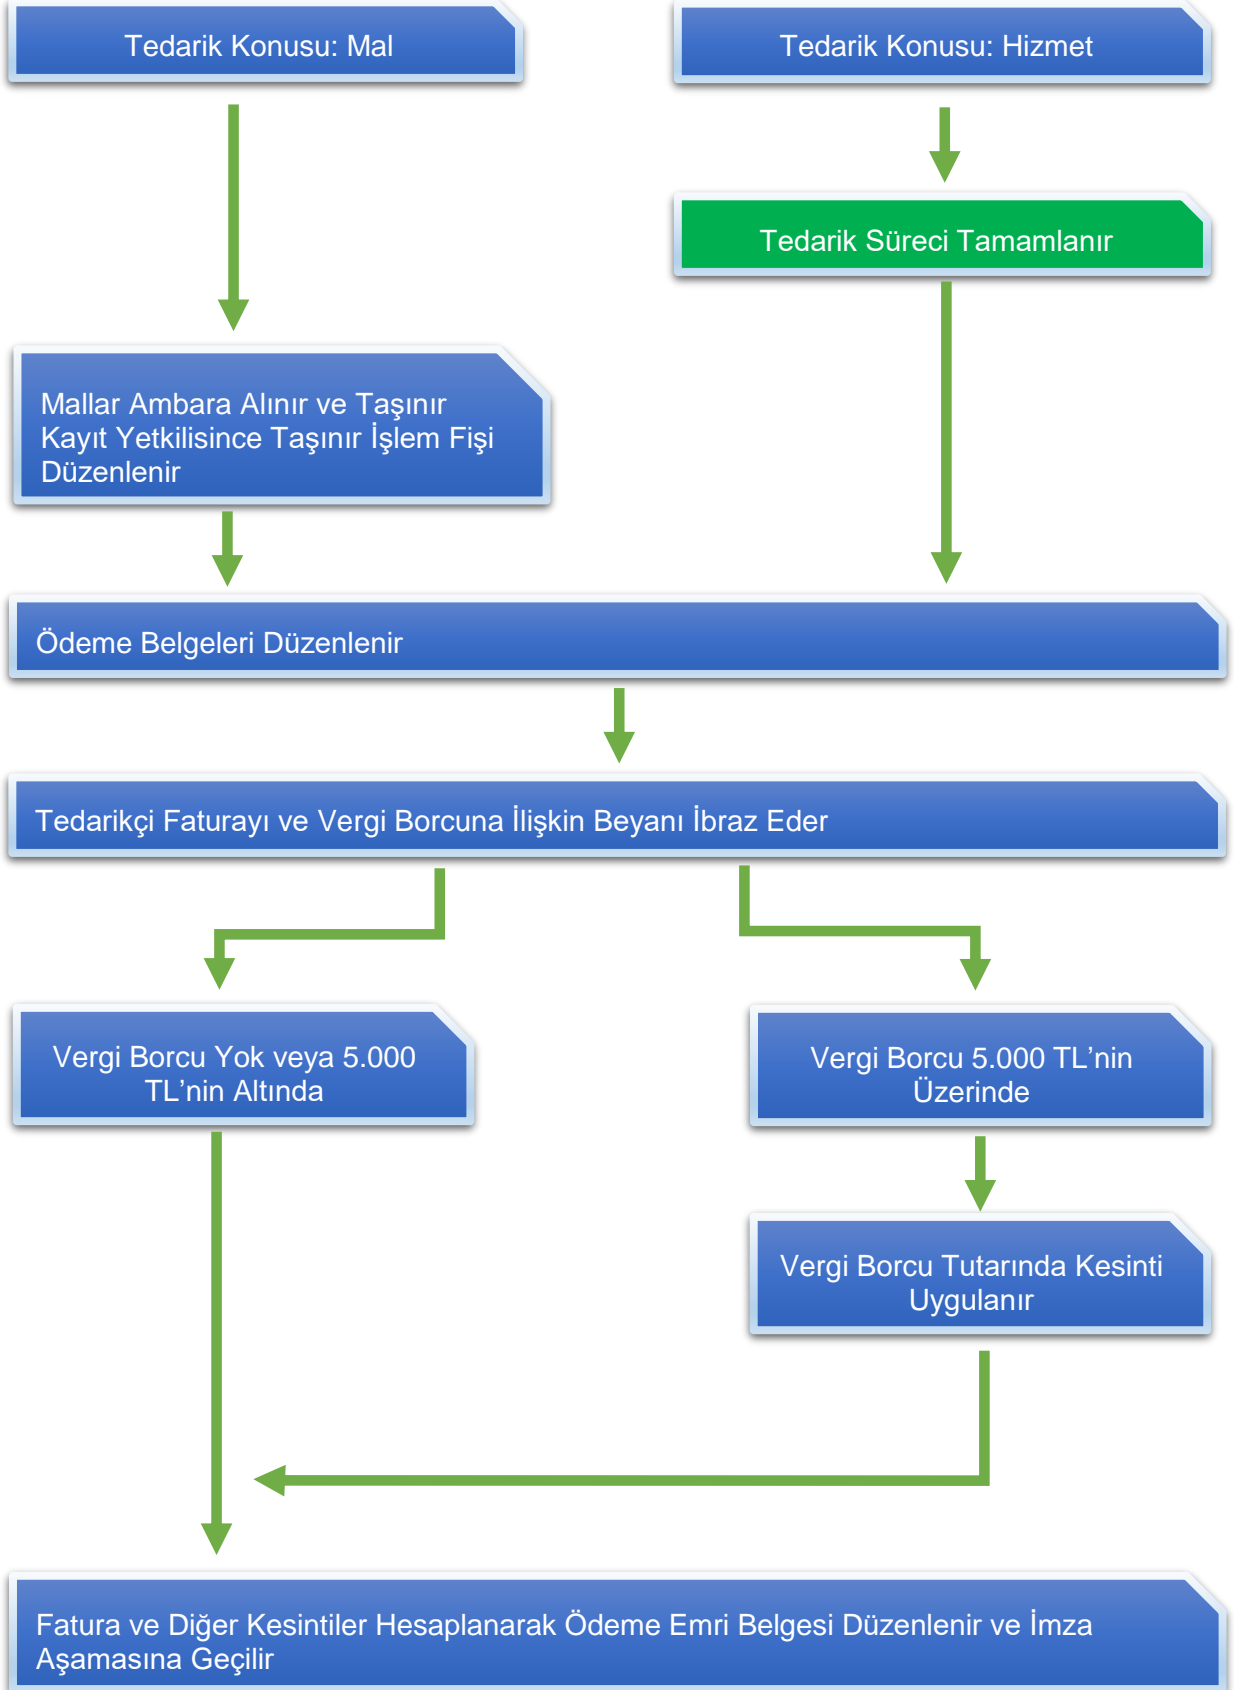 Tedarik Konusu: Mal
Tedarik Konusu: Hizmet
Tedarik Süreci Tamamlanır
Mallar Ambara Alınır ve Taşınır
Kayıt Yetkilisince Taşınır İşlem Fişi
Düzenlenir
Ödeme Belgeleri Düzenlenir
Tedarikçi Faturayı ve Vergi Borcuna İlişkin Beyanı İbraz Eder
Vergi Borcu Yok veya 5.000
TL’nin Altında
Vergi Borcu 5.000 TL’nin
Üzerinde
Vergi Borcu Tutarında Kesinti
Uygulanır
Fatura ve Diğer Kesintiler Hesaplanarak Ödeme Emri Belgesi Düzenlenir ve İmza
Aşamasına Geçilir